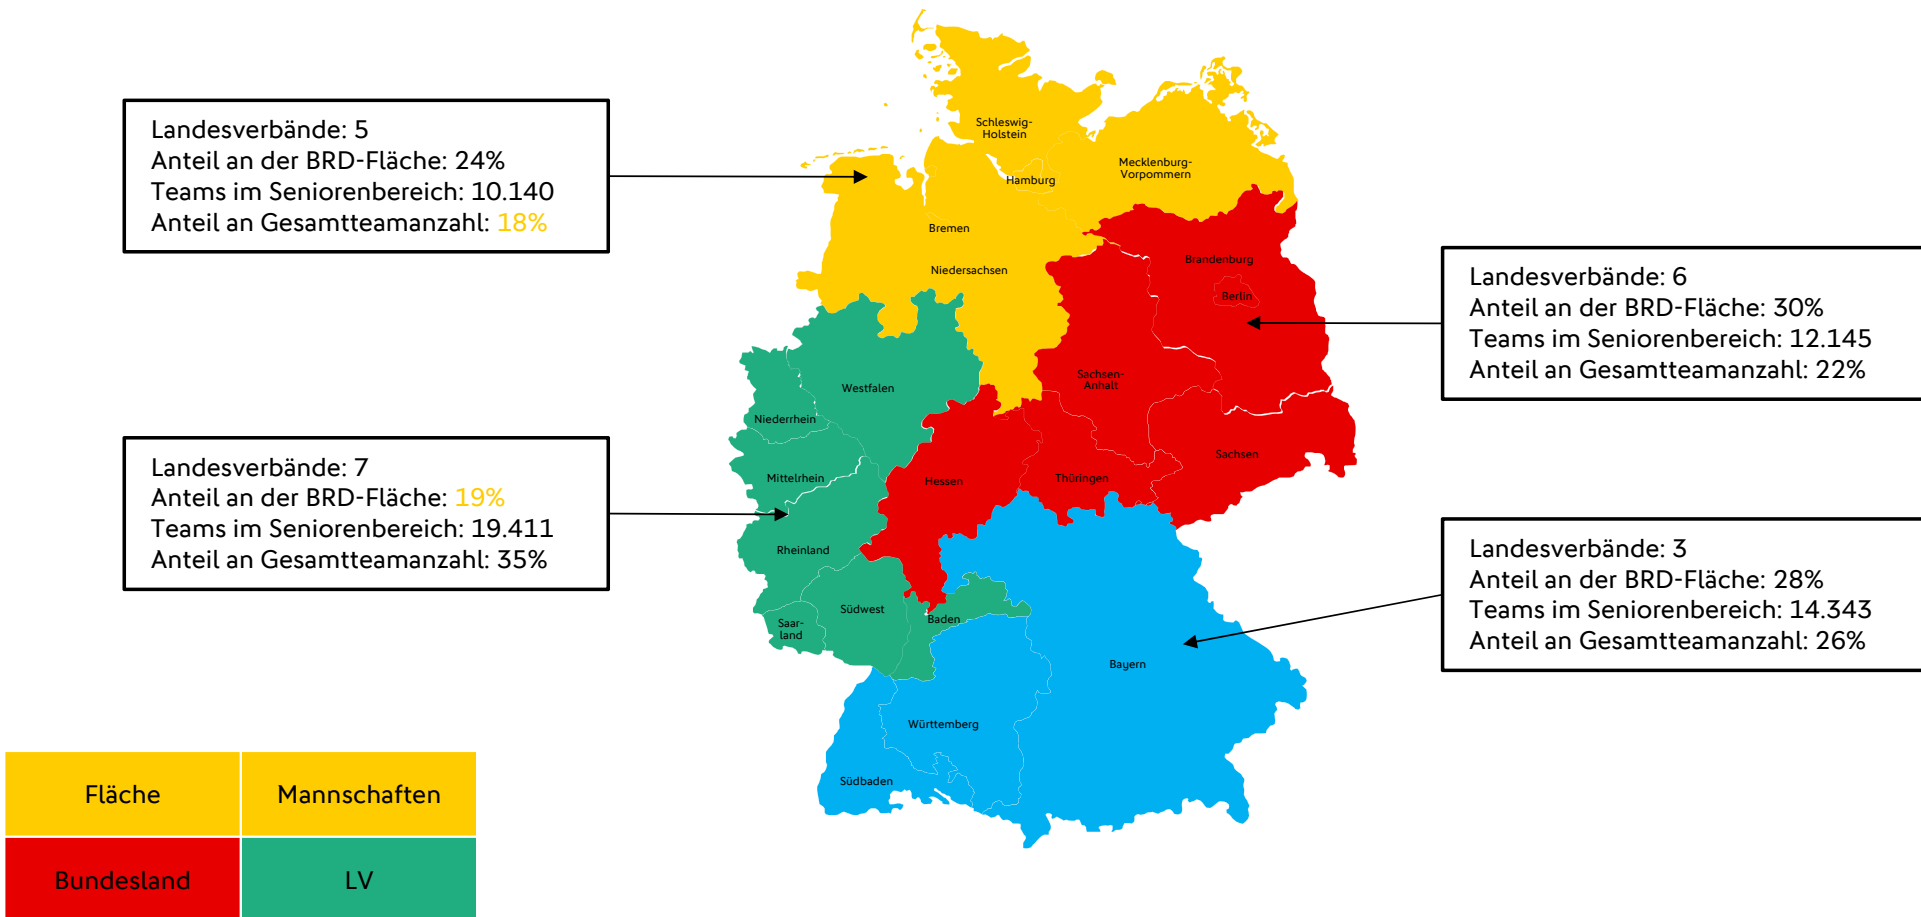 Landesverbände: 5
Anteil an der BRD-Fläche: 24%
Teams im Seniorenbereich: 10.140
Anteil an Gesamtteamanzahl: 18%
Landesverbände: 7
Anteil an der BRD-Fläche: 19%
Teams im Seniorenbereich: 19.411
Anteil an Gesamtteamanzahl: 35%
Schleswig-
Holstein
Mecklenburg-
Vorpommern
Hamburg
Bremen
Niedersachsen
Brandenburg
Berlin
Sachsen-
Anhalt
Westfalen
Niederrhein
Mittelrhein
Hessen
Thüringen
Sachsen
Rheinland
Südwest
Saar-
land
Baden
Bayern
Württemberg
Südbaden
Landesverbände: 6
Anteil an der BRD-Fläche: 30%
Teams im Seniorenbereich: 12.145
Anteil an Gesamtteamanzahl: 22%
Landesverbände: 3
Anteil an der BRD-Fläche: 28%
Teams im Seniorenbereich: 14.343
Anteil an Gesamtteamanzahl: 26%
Fläche
Mannschaften
Bundesland
LV